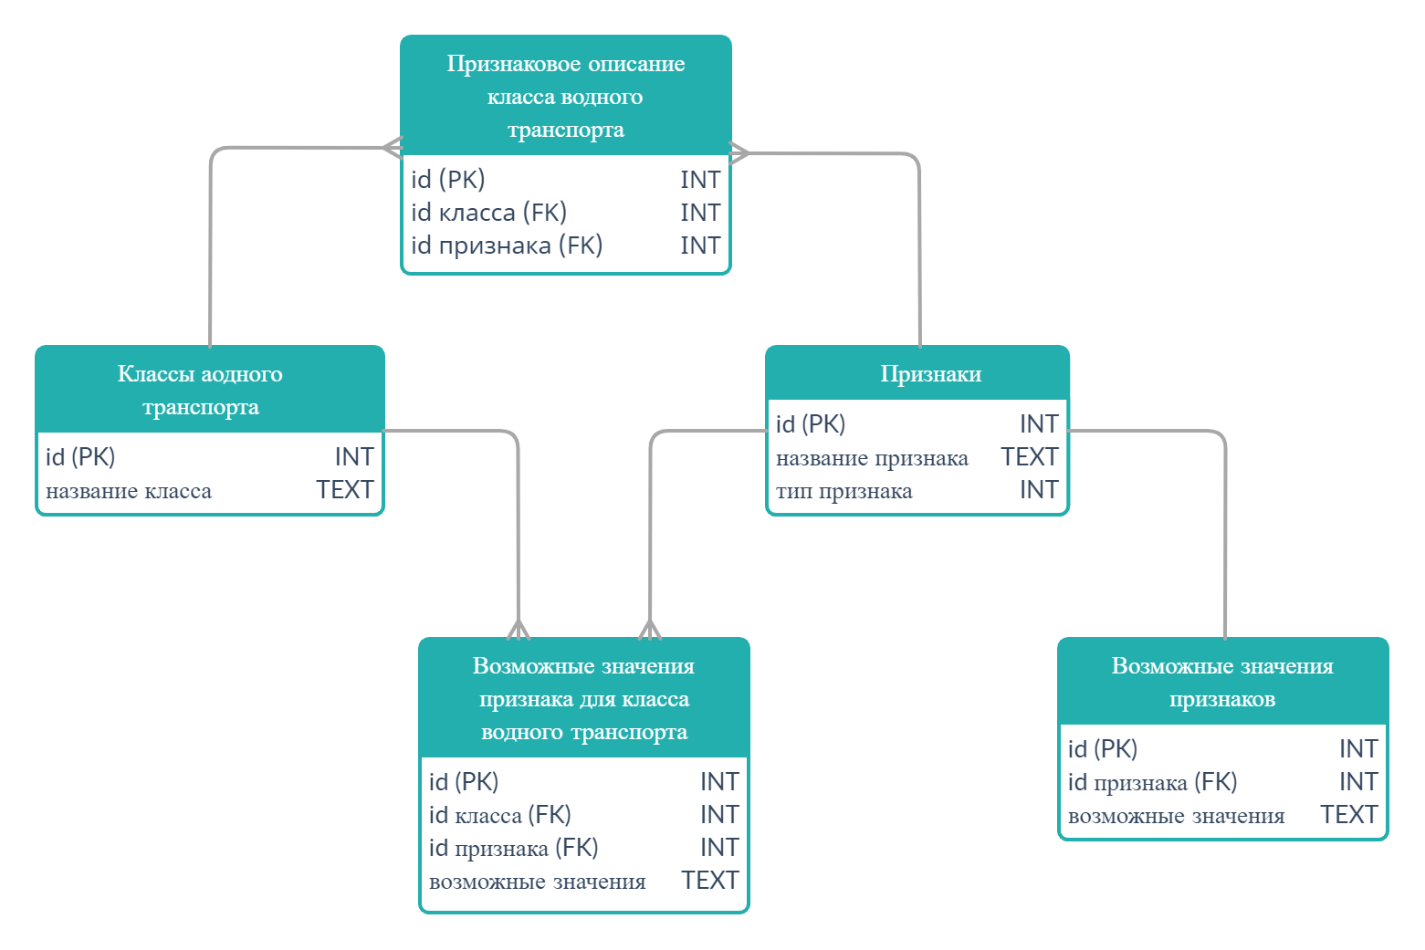 Признаковое описание
класса водного
транспорта
id (PK) INT
id класса (FK) INT
id признака (FK) INT
Классы аодного
транспорта
id (PK) INT
название класса TEXT
Признаки
id (PK) INT
название признака TEXT
тип признака INT
Возможные значения
признака для класса
водного транспорта
id (PK) INT
id класса (FK) INT
id признака (FK) INT
возможные значения TEXT
Возможные значения
признаков
id (PK) INT
id признака (FK) INT
возможные значения TEXT